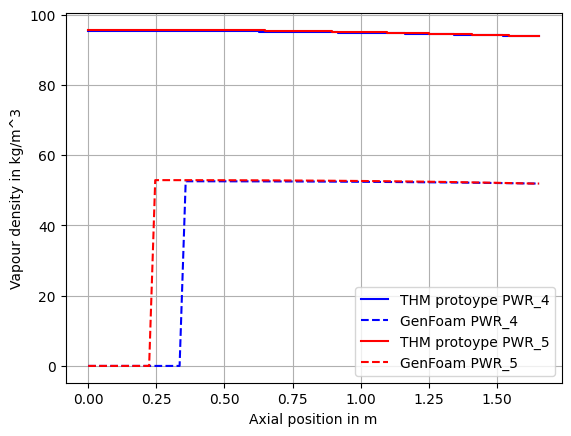 100
80
60
40
20
0
Vapour density in kg/m^3
0.00 0.25 0.50 0.75 1.00 1.25 1.50
Axial position in m
THM protoype PWR_4
GenFoam PWR_4
THM protoype PWR_5
GenFoam PWR_5